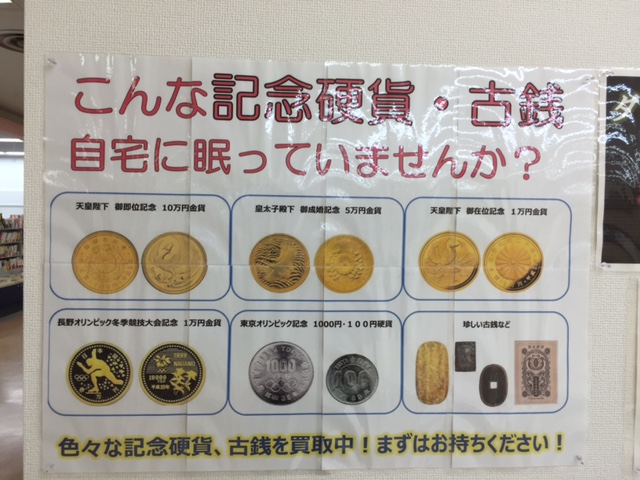 こんな記念硬貨・古銭
自宅に眠っていませんか？
天皇陛下 御即位記念 10万円金貨
皇太子殿下 御成婚記念 5万円金貨
天皇陛下 御在位記念 1万円金貨
長野オリンピック冬季競技大会記念 1万円金貨
東京オリンピック記念 1000円・１００円硬貨
珍しい古銭など
1000
100
NAGANO
10000
色々な記念硬貨、古銭を買取中！まずはお持ちください！